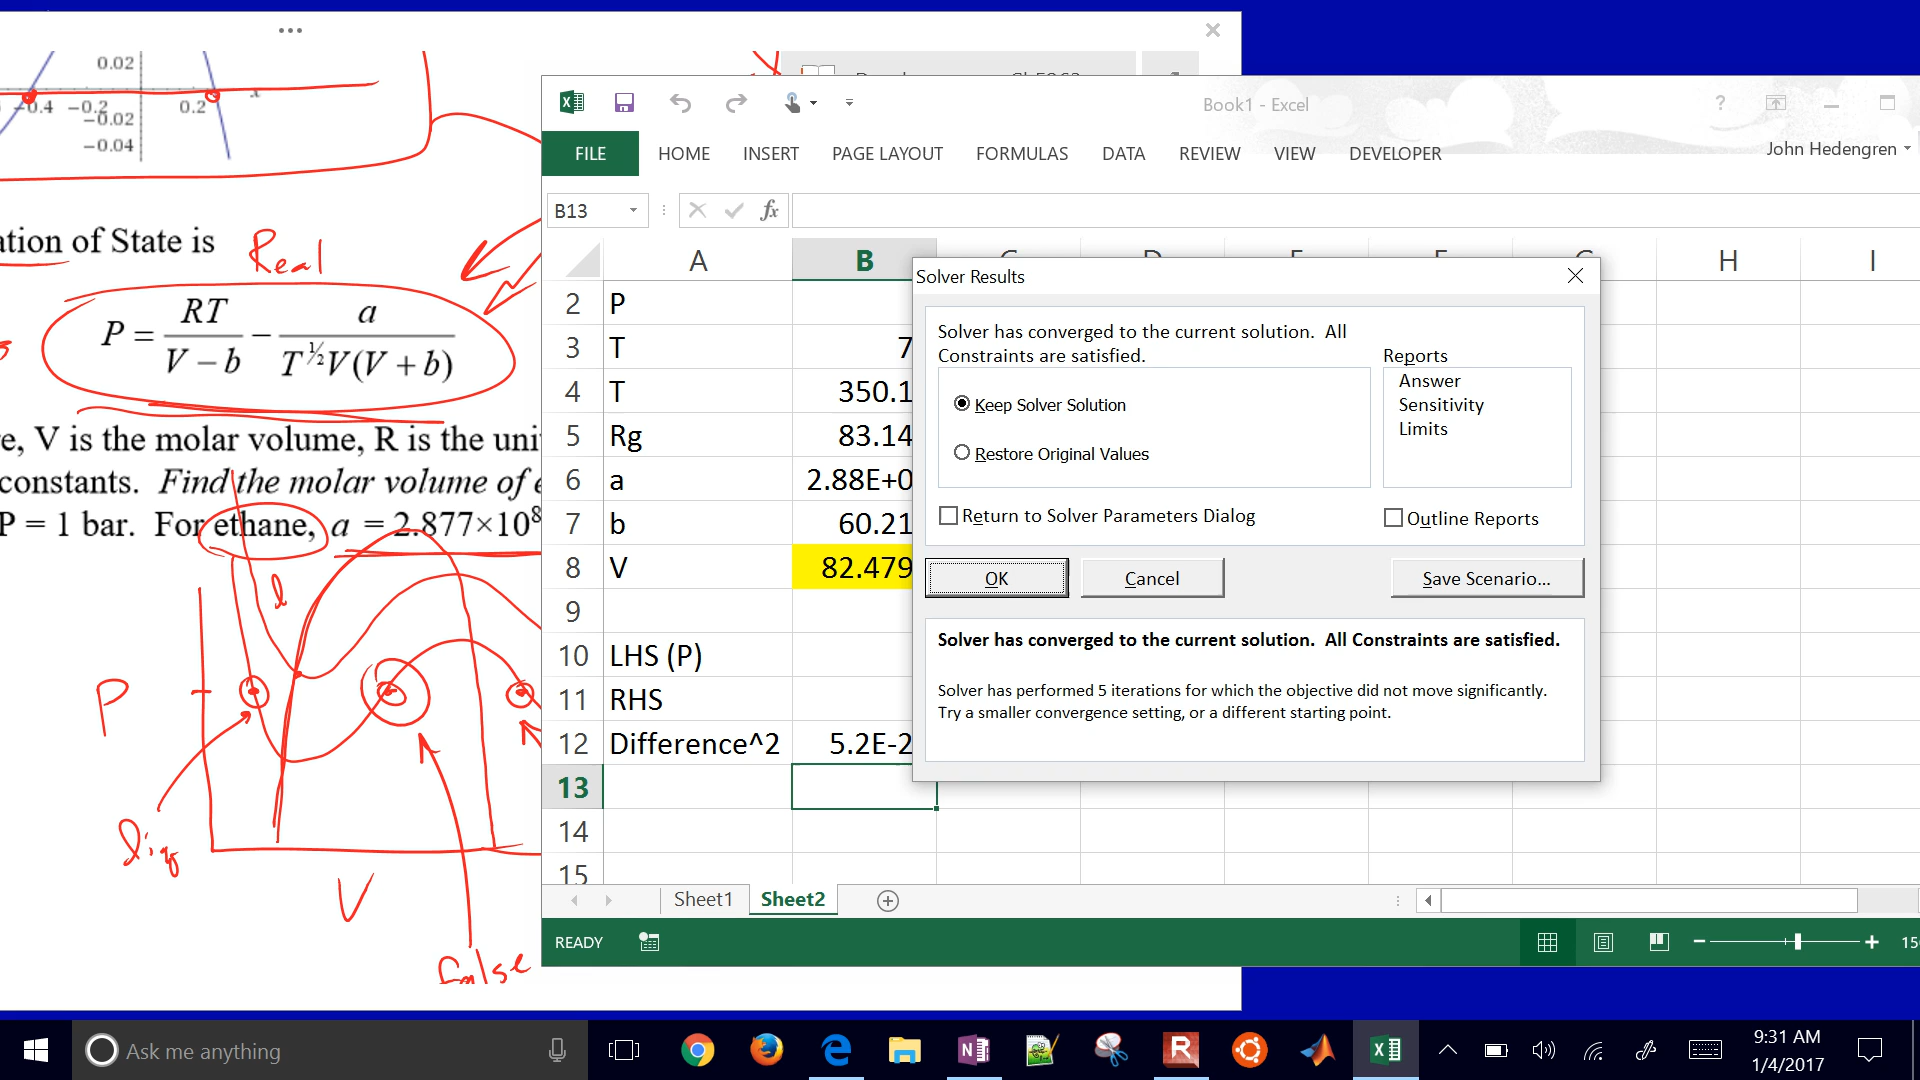 0.02
-0.4 -0.2 0.2 x
-0.02
-0.04
ation of State is Real
P = RT / V – b – a / T^½ V(V + b)
e, V is the molar volume, R is the uni
constants. Find the molar volume of e
P = 1 bar. For ethane, a = 2.877×10^8
l
P
Liq
V
False
Book1 - Excel
?
FILE HOME INSERT PAGE LAYOUT FORMULAS DATA REVIEW VIEW DEVELOPER John Hedengren
B13 fx
A B H I
2 P
3 T 7
4 T 350.1
5 Rg 83.14
6 a 2.88E+0
7 b 60.21
8 V 82.479
9
10 LHS (P)
11 RHS
12 Difference^2 5.2E-2
13
14
15
Solver Results
Solver has converged to the current solution. All
Constraints are satisfied.
Keep Solver Solution
Restore Original Values
Reports
Answer
Sensitivity
Limits
Return to Solver Parameters Dialog
Outline Reports
OK Cancel Save Scenario...
Solver has converged to the current solution. All Constraints are satisfied.
Solver has performed 5 iterations for which the objective did not move significantly.
Try a smaller convergence setting, or a different starting point.
Sheet1 Sheet2
READY 15
Ask me anything
9:31 AM
1/4/2017